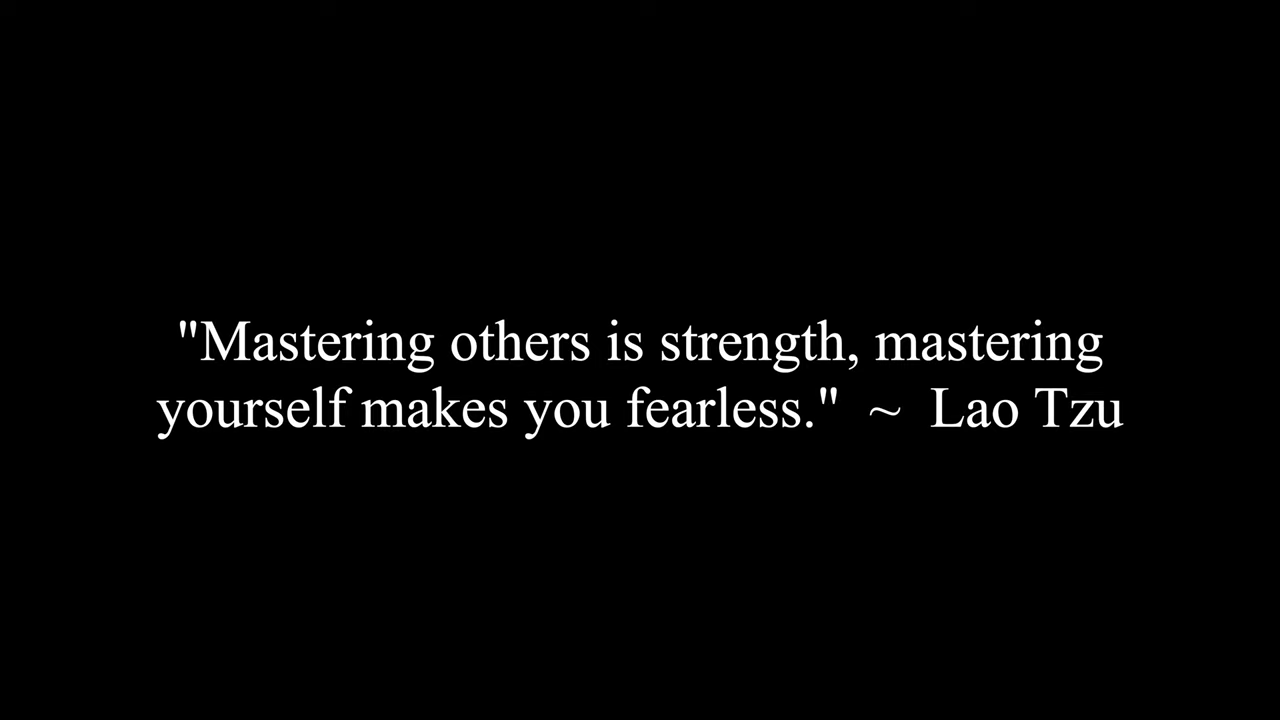 "Mastering others is strength, mastering
yourself makes you fearless."  ~  Lao Tzu